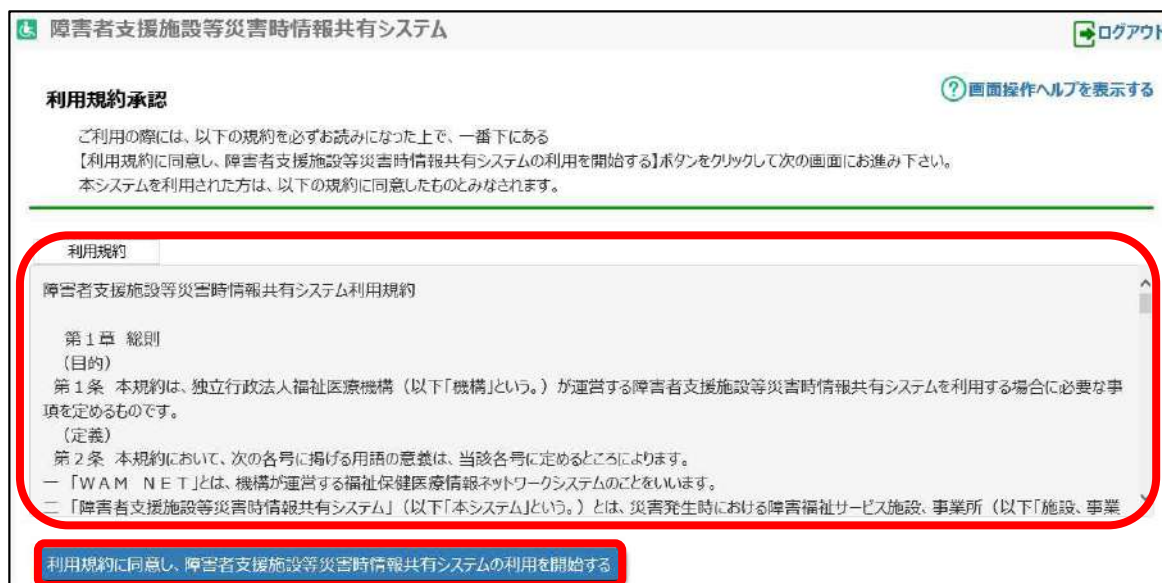 障害者支援施設等災害時情報共有システム
ログアウト
利用規約承認
?画面操作ヘルプを表示する
ご利用の際には、以下の規約を必ずお読みになった上で、一番下にある
【利用規約に同意し、障害者支援施設等災害時情報共有システムの利用を開始する】ボタンをクリックして次の画面にお進み下さい。
本システムを利用された方は、以下の規約に同意したものとみなされます。
利用規約
障害者支援施設等災害時情報共有システム利用規約
第1章 総則
(目的)
第1条 本規約は、独立行政法人福祉医療機構(以下「機構」という。)が運営する障害者支援施設等災害時情報共有システムを利用する場合に必要な事
項を定めるものです。
(定義)
第2条 本規約において、次の各号に掲げる用語の意義は、当該各号に定めるところによります。
一 「WAM NET」とは、機構が運営する福祉保健医療情報ネットワークシステムのことをいいます。
二 「障害者支援施設等災害時情報共有システム」(以下「本システム」という。)とは、災害発生時における障害福祉サービス施設、事業所(以下「施設、事業
利用規約に同意し、障害者支援施設等災害時情報共有システムの利用を開始する